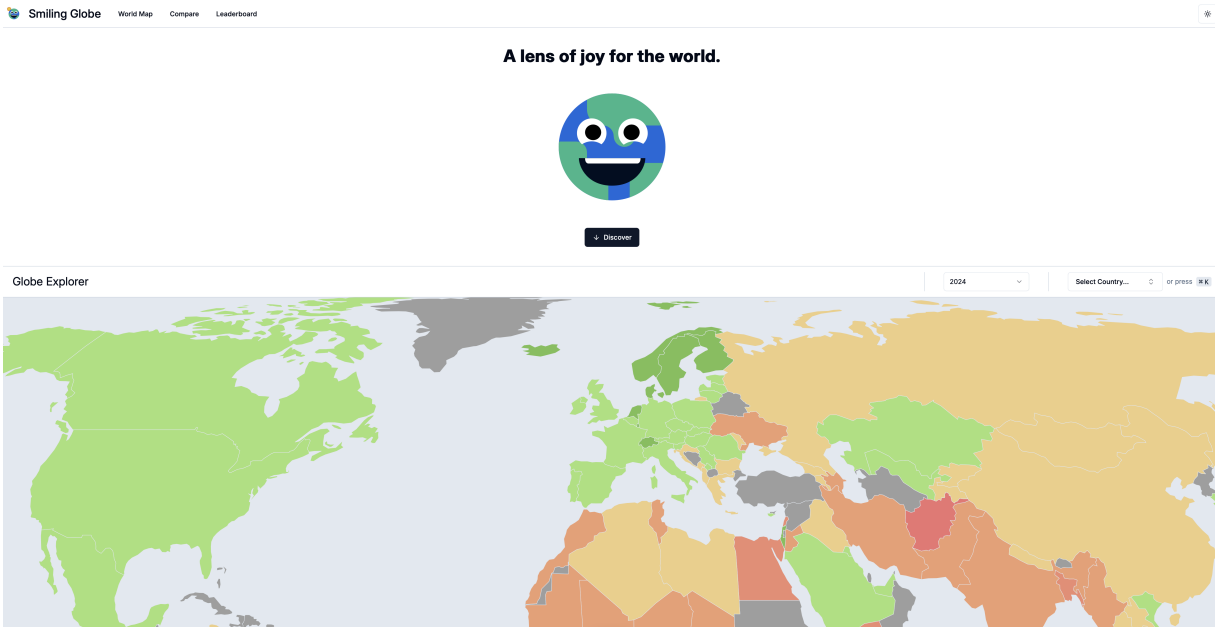 Smiling Globe World Map Compare Leaderboard
A lens of joy for the world.
Discover
Globe Explorer 2024 Select Country... or press ⌘K